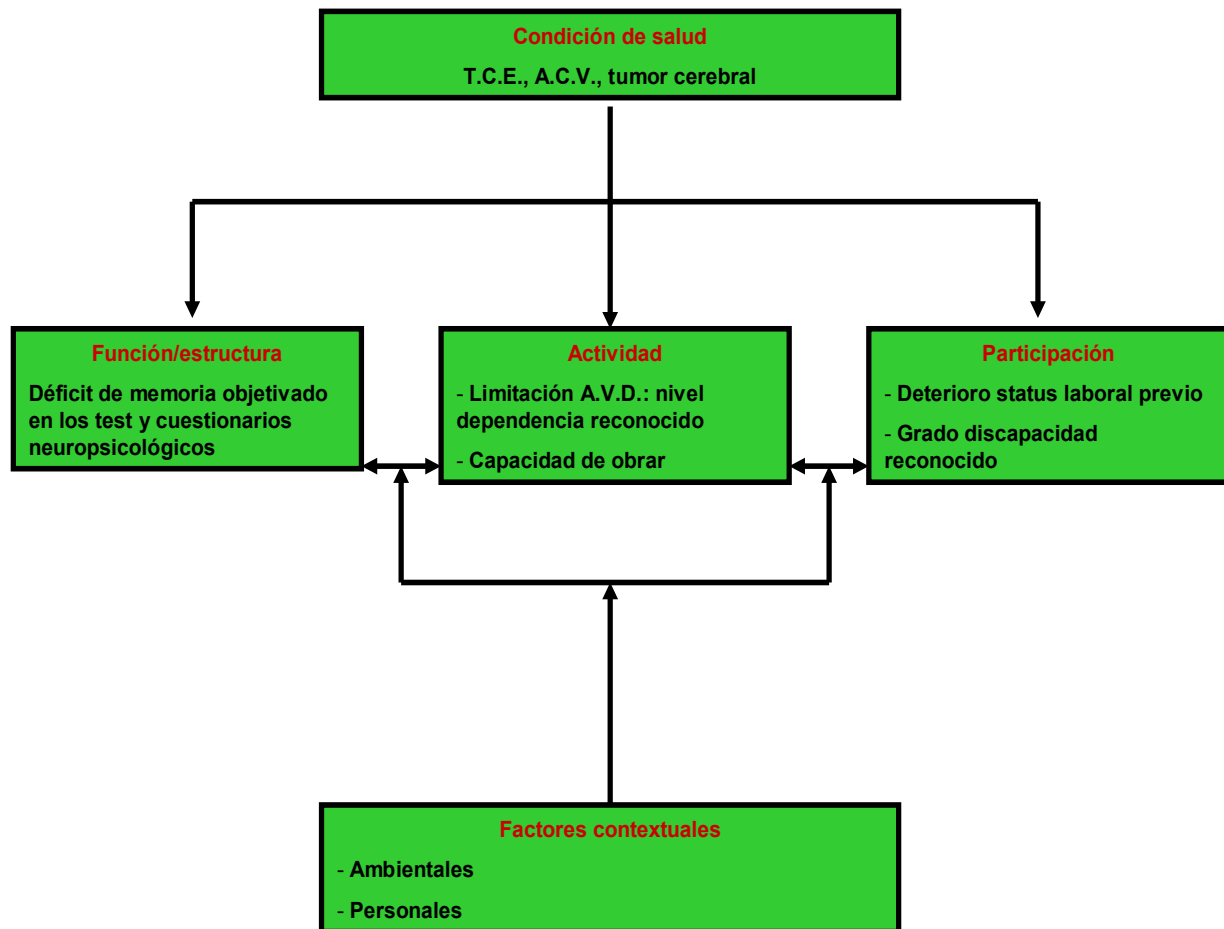 Condición de salud
T.C.E., A.C.V., tumor cerebral
Función/estructura
Déficit de memoria objetivado
en los test y cuestionarios
neuropsicológicos
Actividad
- Limitación A.V.D.: nivel
dependencia reconocido
- Capacidad de obrar
Participación
- Deterioro status laboral previo
- Grado discapacidad
reconocido
Factores contextuales
- Ambientales
- Personales